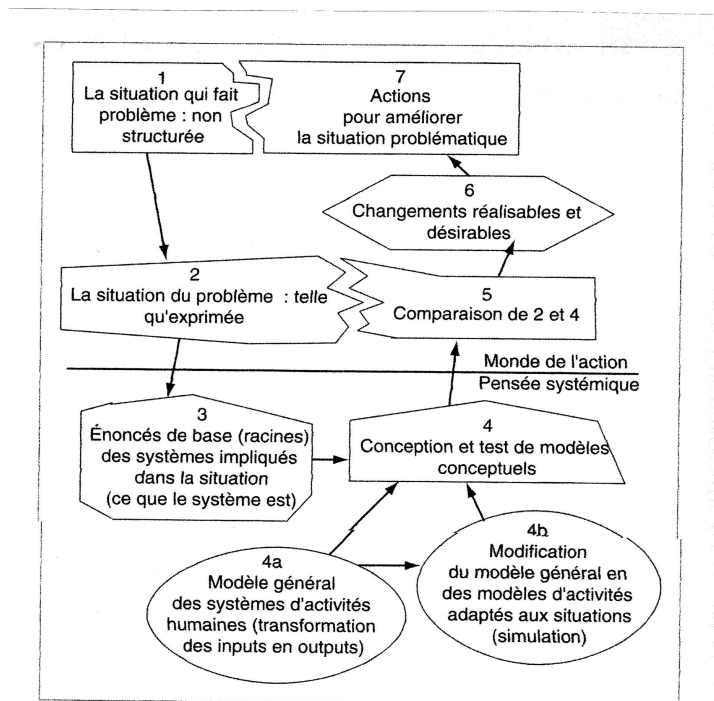 1
La situation qui fait
problème : non
structurée
7
Actions
pour améliorer
la situation problématique
6
Changements réalisables et
désirables
2
La situation du problème : telle
qu'exprimée
5
Comparaison de 2 et 4
Monde de l'action
Pensée systémique
3
Énoncés de base (racines)
des systèmes impliqués
dans la situation
(ce que le système est)
4
Conception et test de modèles
conceptuels
4a
Modèle général
des systèmes d'activités
humaines (transformation
des inputs en outputs)
4b
Modification
du modèle général en
des modèles d'activités
adaptés aux situations
(simulation)